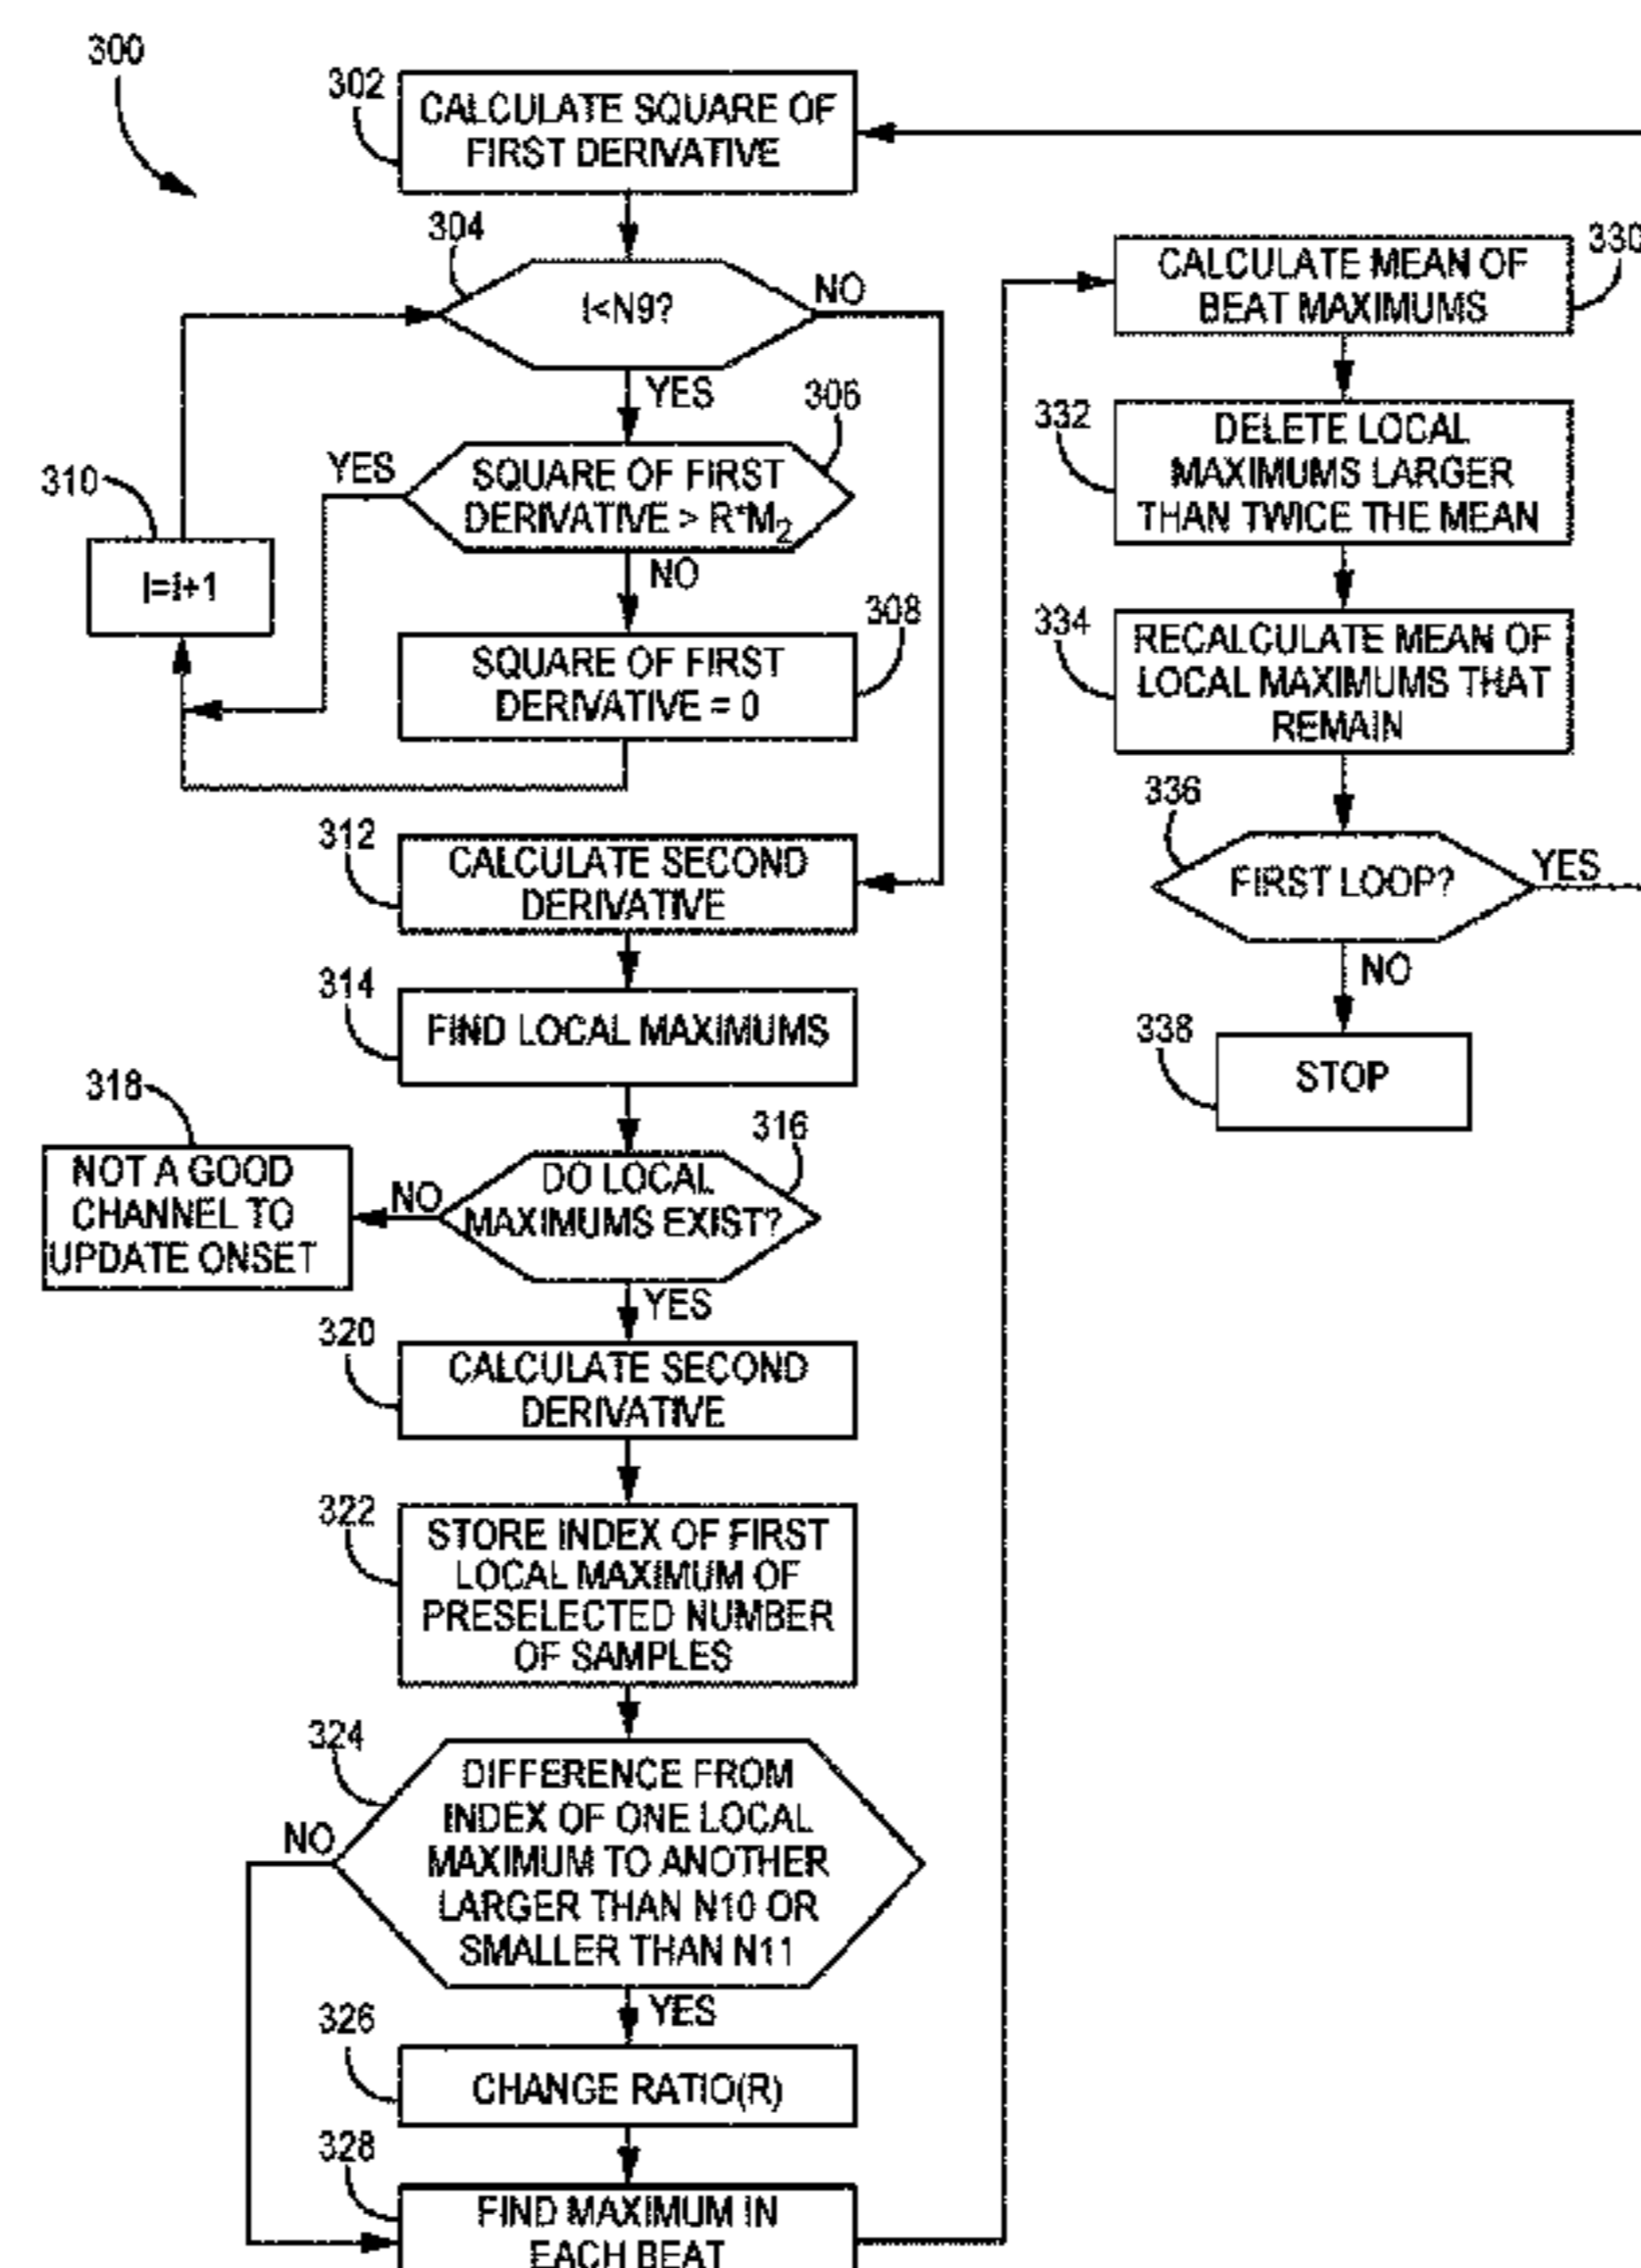 300
302
CALCULATE SQUARE OF
FIRST DERIVATIVE
304
I<N9?
NO
YES
306
SQUARE OF FIRST
DERIVATIVE > R*M2
YES
NO
310
I=I+1
308
SQUARE OF FIRST
DERIVATIVE = 0
312
CALCULATE SECOND
DERIVATIVE
314
FIND LOCAL MAXIMUMS
316
DO LOCAL
MAXIMUMS EXIST?
NO
318
NOT A GOOD
CHANNEL TO
UPDATE ONSET
YES
320
CALCULATE SECOND
DERIVATIVE
322
STORE INDEX OF FIRST
LOCAL MAXIMUM OF
PRESELECTED NUMBER
OF SAMPLES
324
DIFFERENCE FROM
INDEX OF ONE LOCAL
MAXIMUM TO ANOTHER
LARGER THAN N10 OR
SMALLER THAN N11
NO
YES
326
CHANGE RATIO(R)
328
FIND MAXIMUM IN
EACH BEAT
330
CALCULATE MEAN OF
BEAT MAXIMUMS
332
DELETE LOCAL
MAXIMUMS LARGER
THAN TWICE THE MEAN
334
RECALCULATE MEAN OF
LOCAL MAXIMUMS THAT
REMAIN
336
FIRST LOOP?
YES
NO
338
STOP